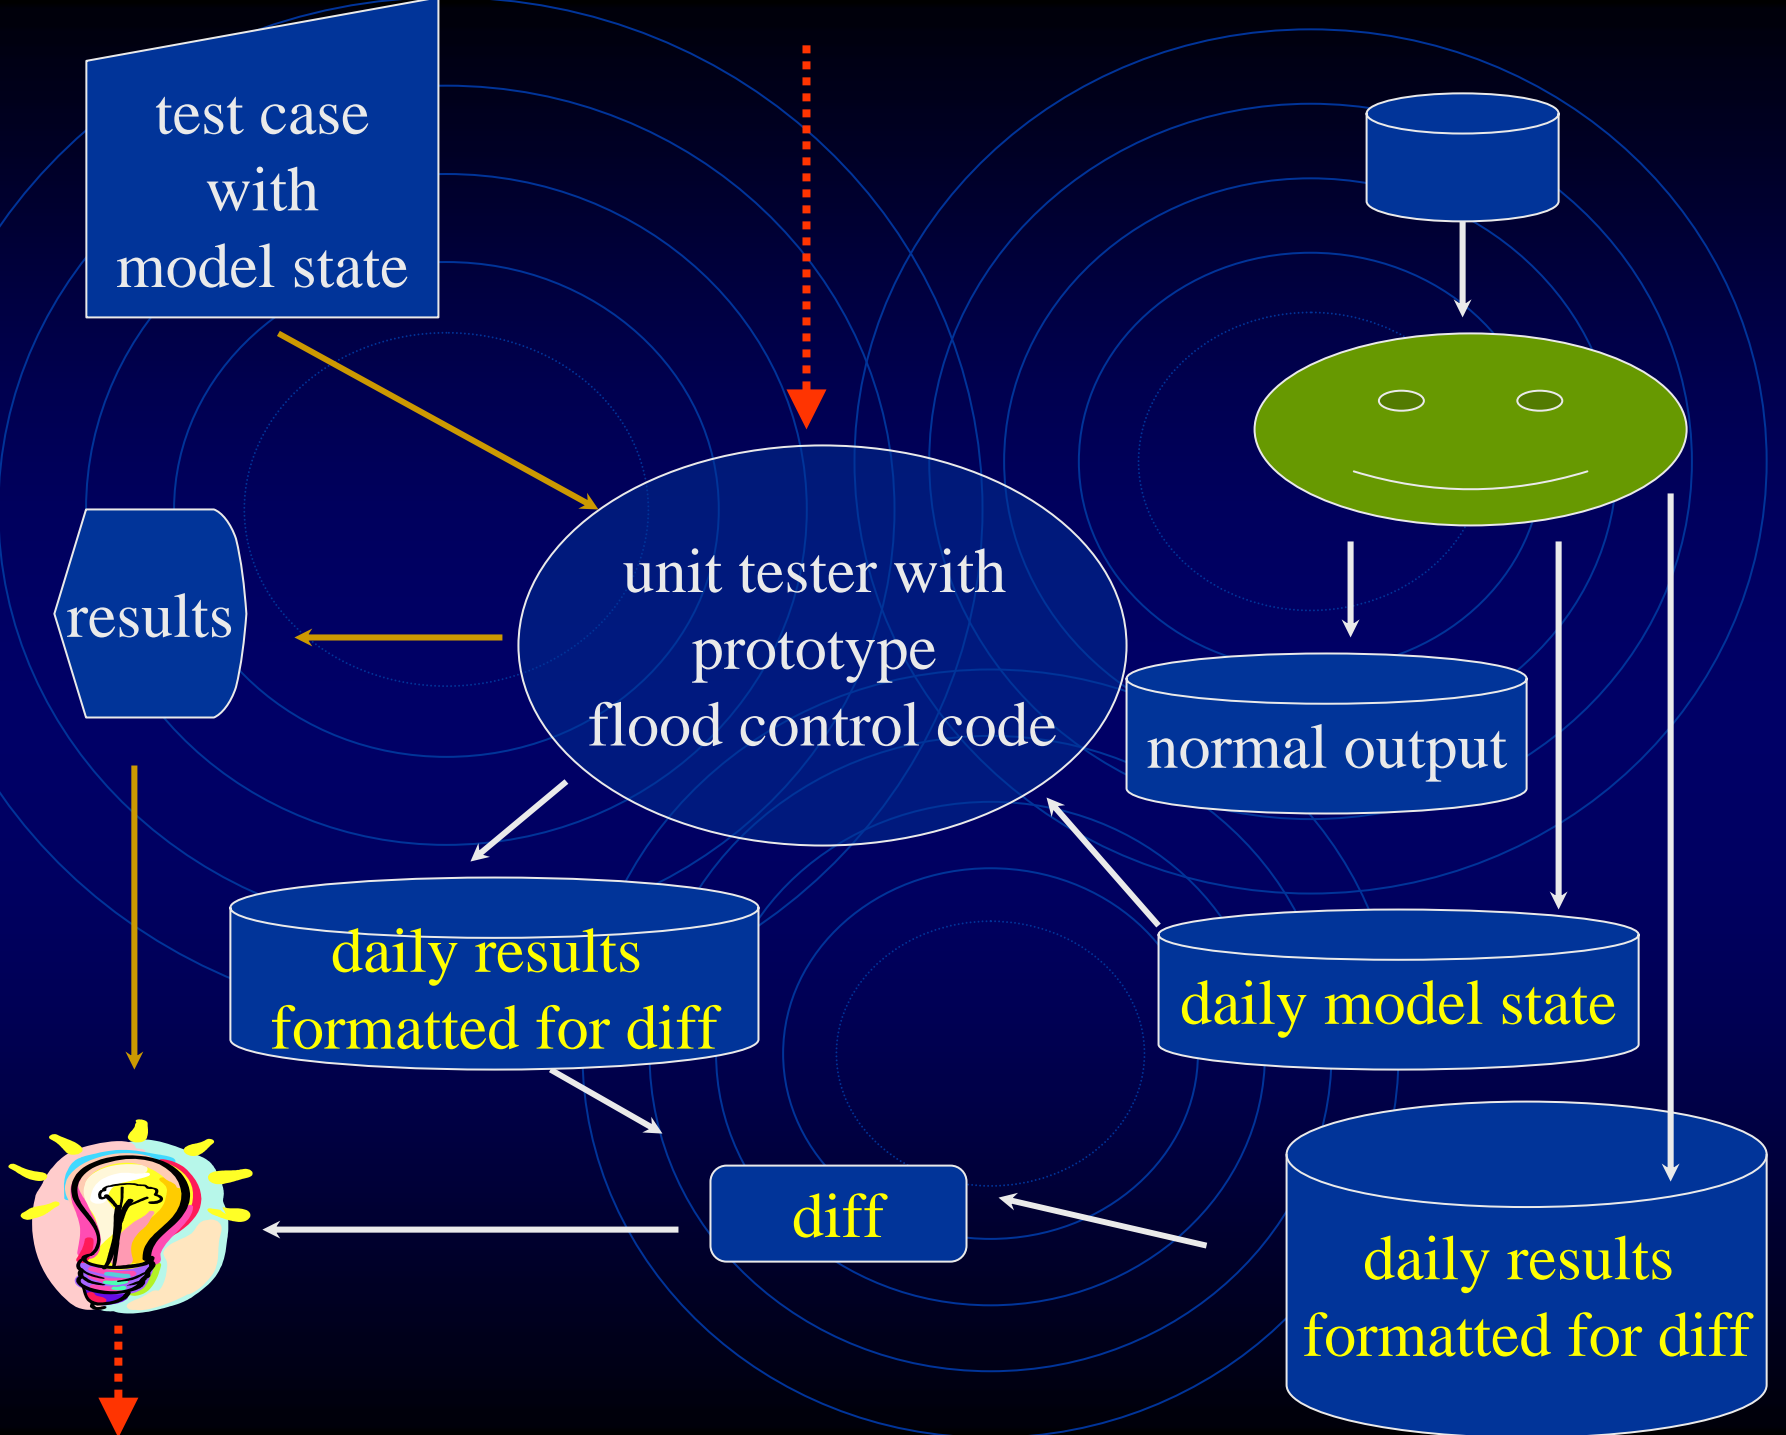 test case
with
model state
unit tester with
prototype
flood control code
results
normal output
daily results
formatted for diff
daily model state
diff
daily results
formatted for diff